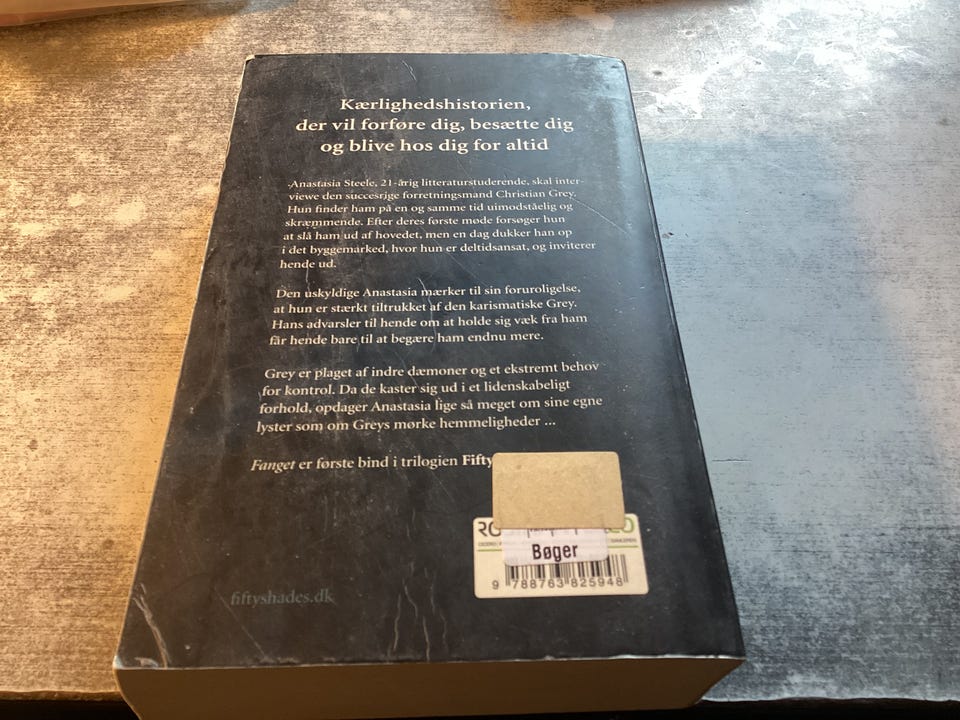 Kærlighedshistorien,
der vil forføre dig, besætte dig
og blive hos dig for altid
Anastasia Steele, 21-årig litteraturstuderende, skal inter-
viewe den succesrige forretningsmand Christian Grey.
Hun finder ham på en og samme tid uimodståelig og
skræmmende. Efter deres første møde forsøger hun
at slå ham ud af hovedet, men en dag dukker han op
i det byggemarked, hvor hun er deltidsansat, og inviterer
hende ud.
Den uskyldige Anastasia mærker til sin foruroligelse,
at hun er stærkt tiltrukket af den karismatiske Grey.
Hans advarsler til hende om at holde sig væk fra ham
får hende bare til at begære ham endnu mere.
Grey er plaget af indre dæmoner og et ekstremt behov
for kontrol. Da de kaster sig ud i et lidenskabeligt
forhold, opdager Anastasia lige så meget om sine egne
lyster som om Greys mørke hemmeligheder ...
Fanget er første bind i trilogien Fifty
Bøger
9 788763 825948
fiftyshades.dk